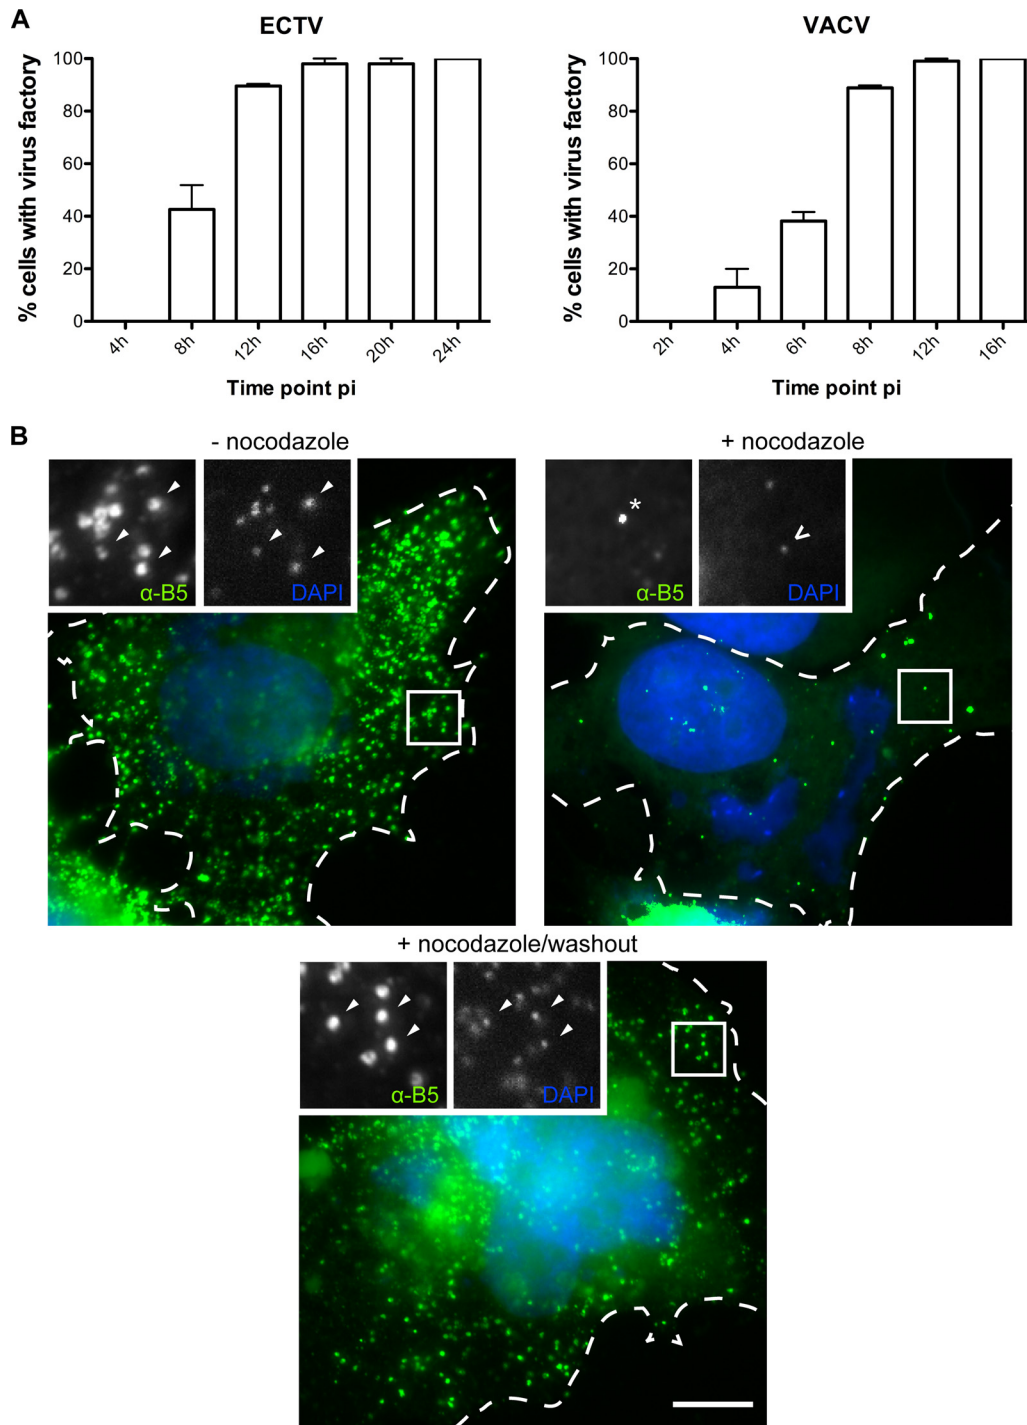 A
ECTV
% cells with virus factory
100
80
60
40
20
0
4h
8h
12h
16h
20h
24h
Time point pi
VACV
% cells with virus factory
100
80
60
40
20
0
2h
4h
6h
8h
12h
16h
Time point pi
B
- nocodazole
α-B5
DAPI
+ nocodazole
*
α-B5
DAPI
+ nocodazole/washout
α-B5
DAPI